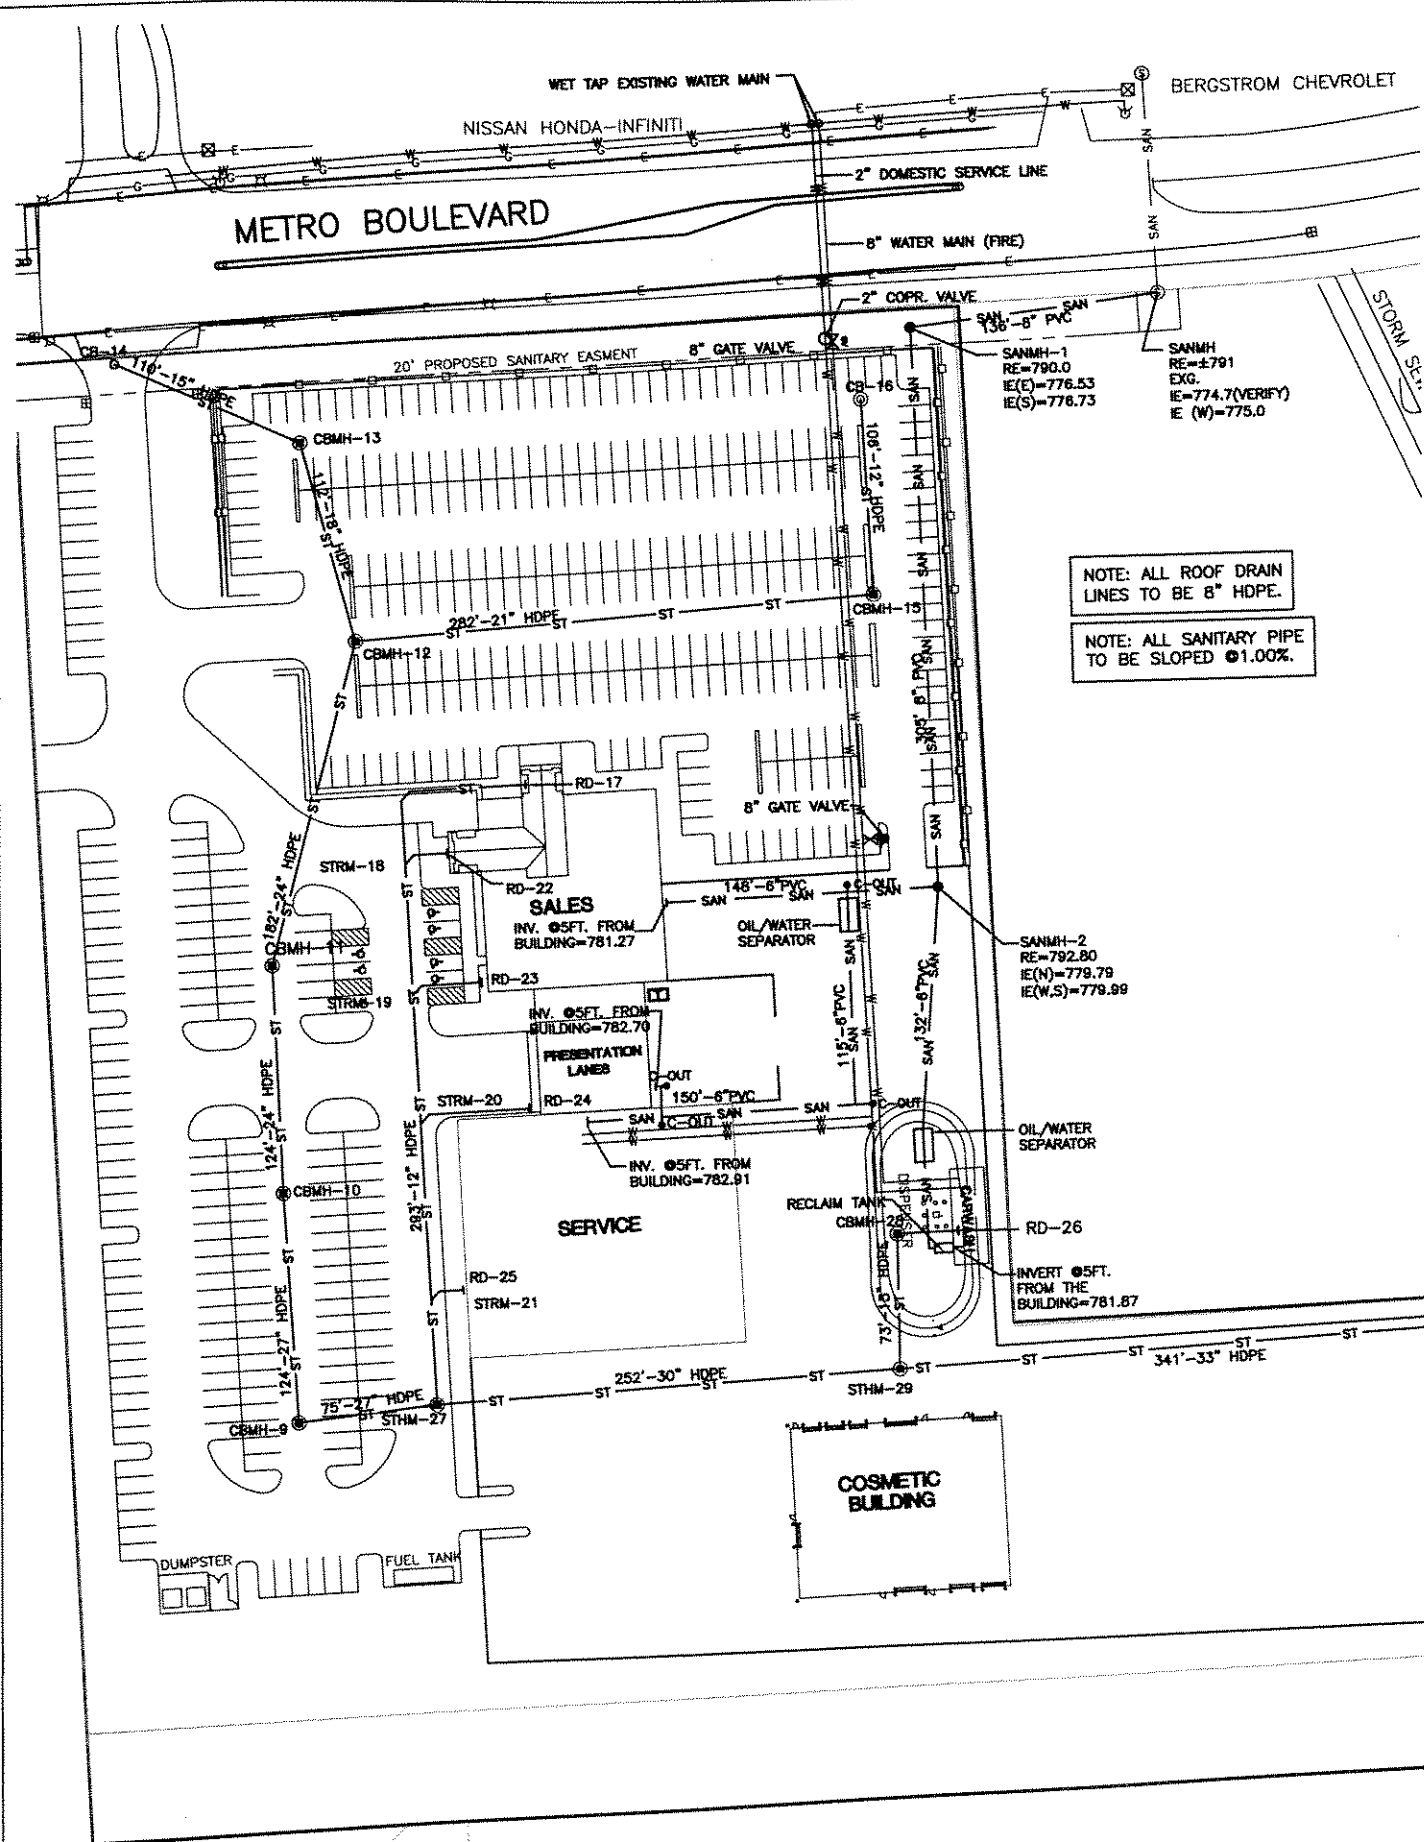 WET TAP EXISTING WATER MAIN
BERGSTROM CHEVROLET
NISSAN HONDA-INFINITI
2" DOMESTIC SERVICE LINE
METRO BOULEVARD
8" WATER MAIN (FIRE)
2" COPR. VALVE
STORM SE
136'-8" PVC
SANMH-1
RE=790.0
IE(E)=776.53
IE(S)=776.73
SANMH
RE=±791
EXG.
IE=774.7(VERIFY)
IE (W)=775.0
CB-14
110'-15" HDPE
20' PROPOSED SANITARY EASMENT
8" GATE VALVE
CB-16
CBMH-13
112'-18" HDPE
106'-12" HDPE
NOTE: ALL ROOF DRAIN
LINES TO BE 8" HDPE.
NOTE: ALL SANITARY PIPE
TO BE SLOPED @1.00%.
CBMH-15
282'-21" HDPE
CBMH-12
305' 8" PVC
RD-17
8" GATE VALVE
182'-24" HDPE
STRM-18
RD-22
SALES
INV. @5FT. FROM
BUILDING=781.27
148'-6"PVC
C-OUT
OIL/WATER
SEPARATOR
SANMH-2
RE=792.80
IE(N)=779.79
IE(W,S)=779.99
CBMH-11
RD-23
STRM-19
INV. @5FT. FROM
BUILDING=782.70
PRESENTATION
LANES
115'-6"PVC
132'-6"PVC
124'-24" HDPE
STRM-20
RD-24
C-OUT
150'-6"PVC
C-OUT
C-OUT
OIL/WATER
SEPARATOR
INV. @5FT. FROM
BUILDING=782.91
293'-12" HDPE
CBMH-10
SERVICE
RECLAIM TANK
CBMH-28
DISPENSER
CARWASH
RD-26
INVERT @5FT.
FROM THE
BUILDING=781.87
RD-25
STRM-21
124'-27" HDPE
73'-15" HDPE
341'-33" HDPE
252'-30" HDPE
STHM-29
75'-27" HDPE
STHM-27
CBMH-9
COSMETIC
BUILDING
DUMPSTER
FUEL TANK